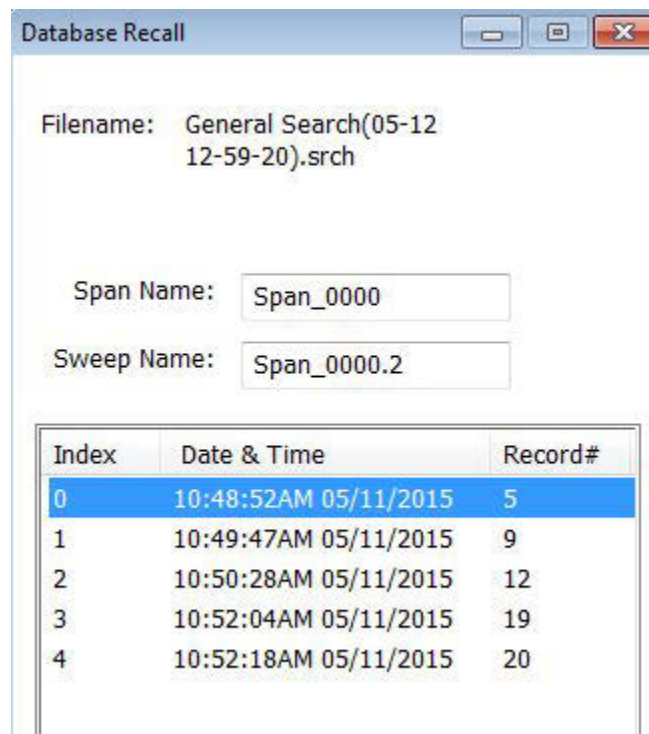 Database Recall
Filename: General Search(05-12
12-59-20).srch
Span Name: Span_0000
Sweep Name: Span_0000.2
Index Date & Time Record#
0 10:48:52AM 05/11/2015 5
1 10:49:47AM 05/11/2015 9
2 10:50:28AM 05/11/2015 12
3 10:52:04AM 05/11/2015 19
4 10:52:18AM 05/11/2015 20